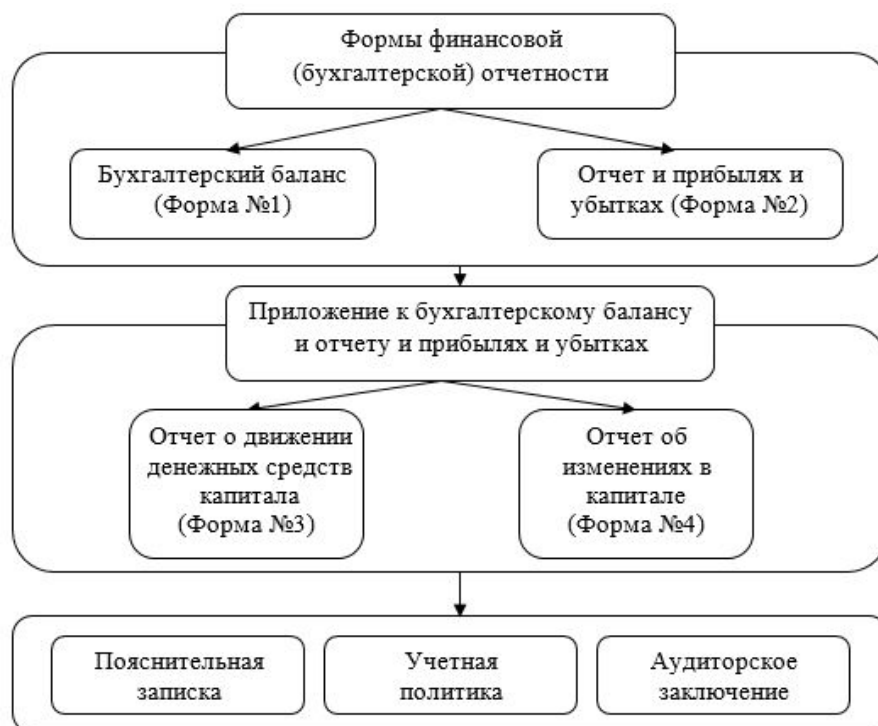 Формы финансовой
(бухгалтерской) отчетности
Бухгалтерский баланс
(Форма №1)
Отчет и прибылях и
убытках (Форма №2)
Приложение к бухгалтерскому балансу
и отчету и прибылях и убытках
Отчет о движении
денежных средств
капитала
(Форма №3)
Отчет об
изменениях в
капитале
(Форма №4)
Пояснительная
записка
Учетная
политика
Аудиторское
заключение